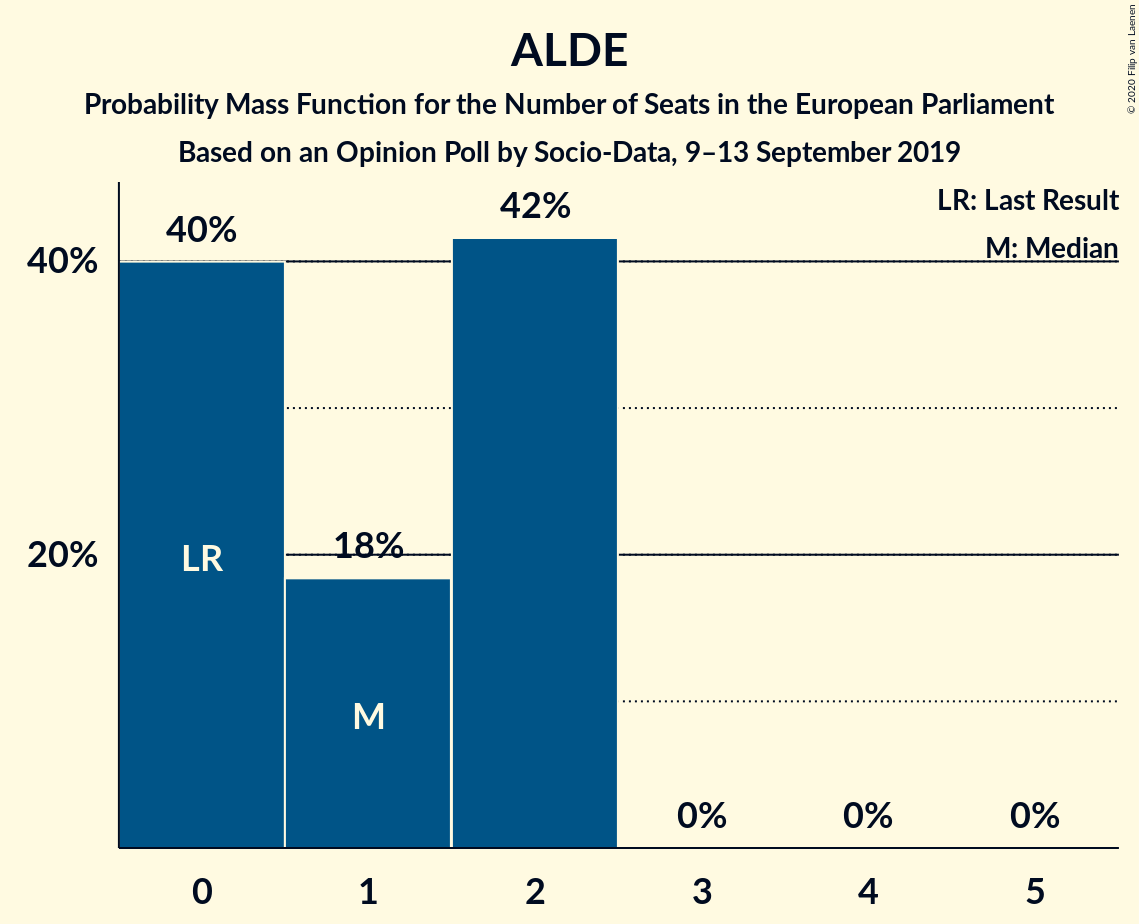 ALDE
Probability Mass Function for the Number of Seats in the European Parliament
Based on an Opinion Poll by Socio-Data, 9–13 September 2019
© 2020 Filip van Laenen
LR: Last Result
M: Median
40%
20%
40%
18%
42%
0%
0%
0%
LR
M
0
1
2
3
4
5